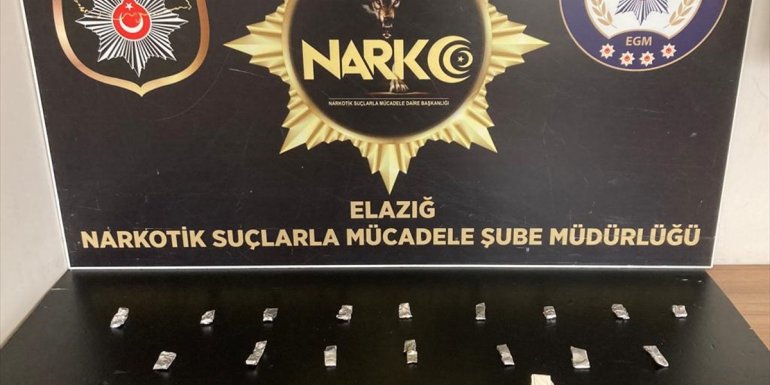 NARKO
NARKOTİK SUÇLARLA MÜCADELE DAİRE BAŞKANLIĞI
EGM
ELAZIĞ
NARKOTİK SUÇLARLA MÜCADELE ŞUBE MÜDÜRLÜĞÜ